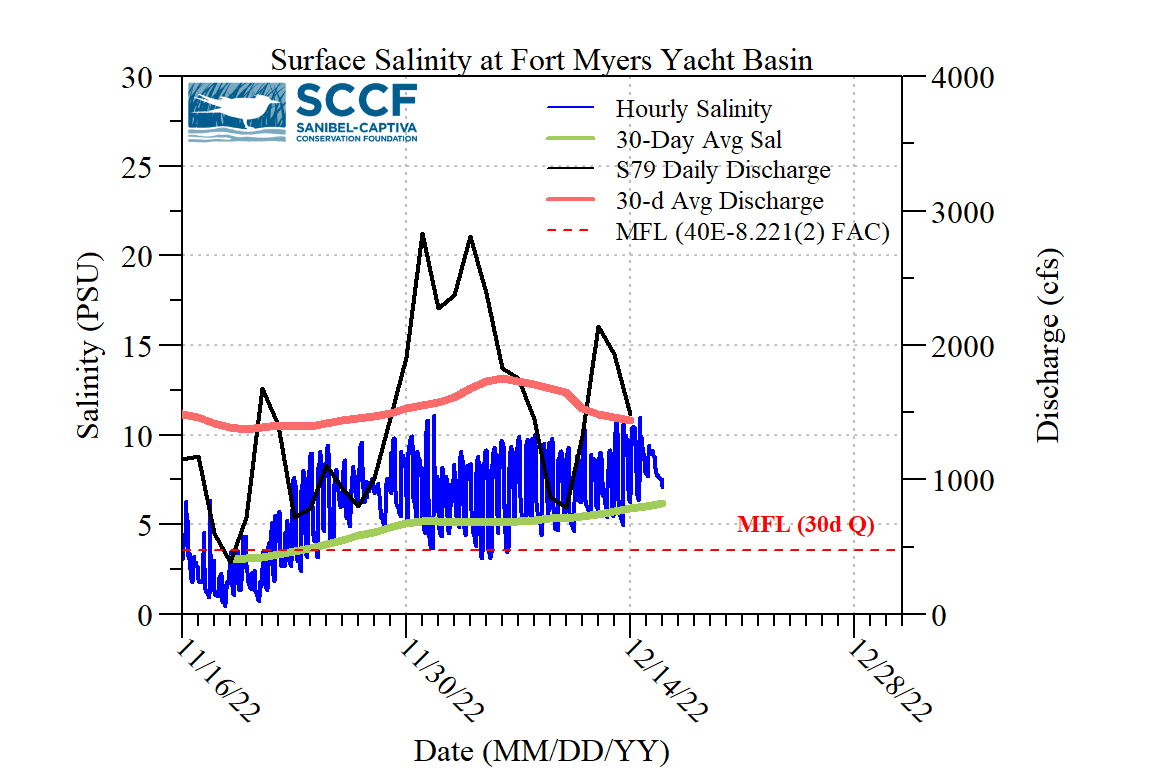 Surface Salinity at Fort Myers Yacht Basin
SCCF
SANIBEL-CAPTIVA
CONSERVATION FOUNDATION
Hourly Salinity
30-Day Avg Sal
S79 Daily Discharge
30-d Avg Discharge
MFL (40E-8.221(2) FAC)
30
25
20
15
10
5
0
Salinity (PSU)
4000
3000
2000
1000
0
Discharge (cfs)
MFL (30d Q)
11/16/22
11/30/22
12/14/22
12/28/22
Date (MM/DD/YY)